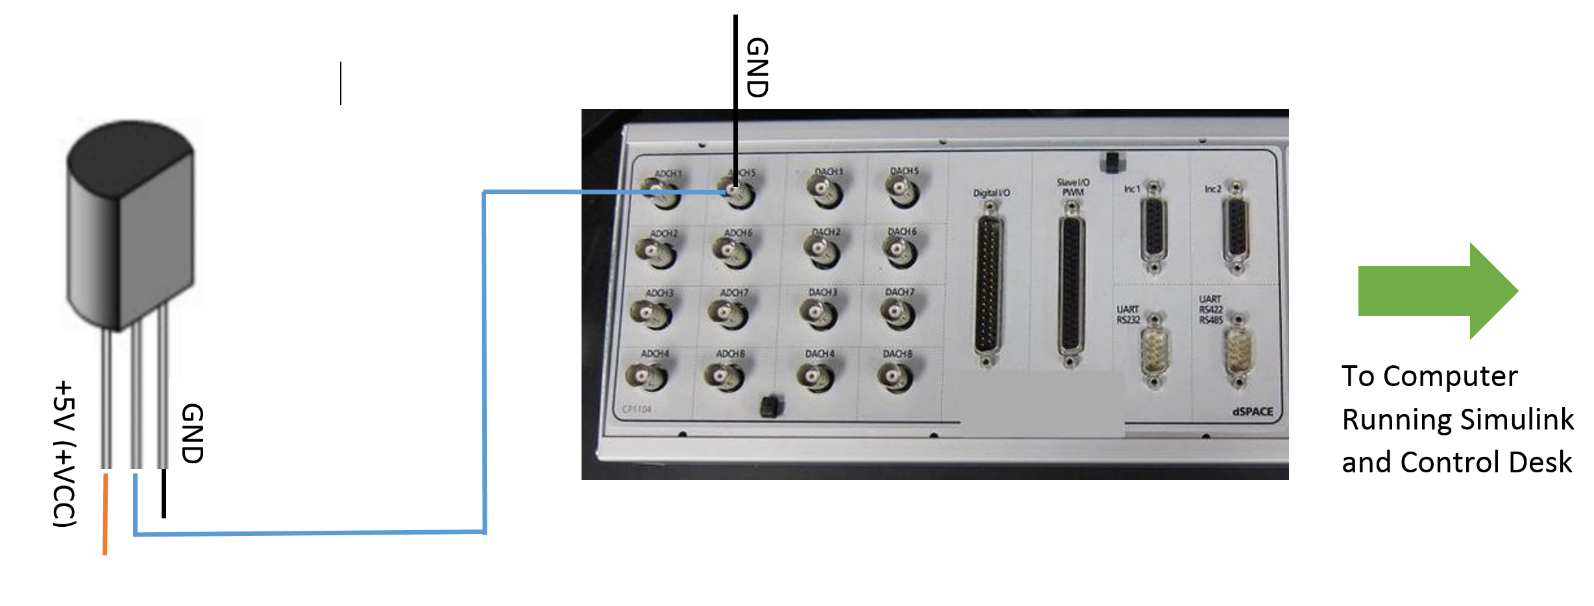 GND
+5V (+VCC)
GND
ADCH1 ADCH5 DACH1 DACH5
ADCH2 ADCH6 DACH2 DACH6
ADCH3 ADCH7 DACH3 DACH7
ADCH4 ADCH8 DACH4 DACH8
Digital I/O
Slave I/O
PWM
Inc1
Inc2
UART
RS232
UART
RS422
RS485
CP1104
dSPACE
To Computer
Running Simulink
and Control Desk